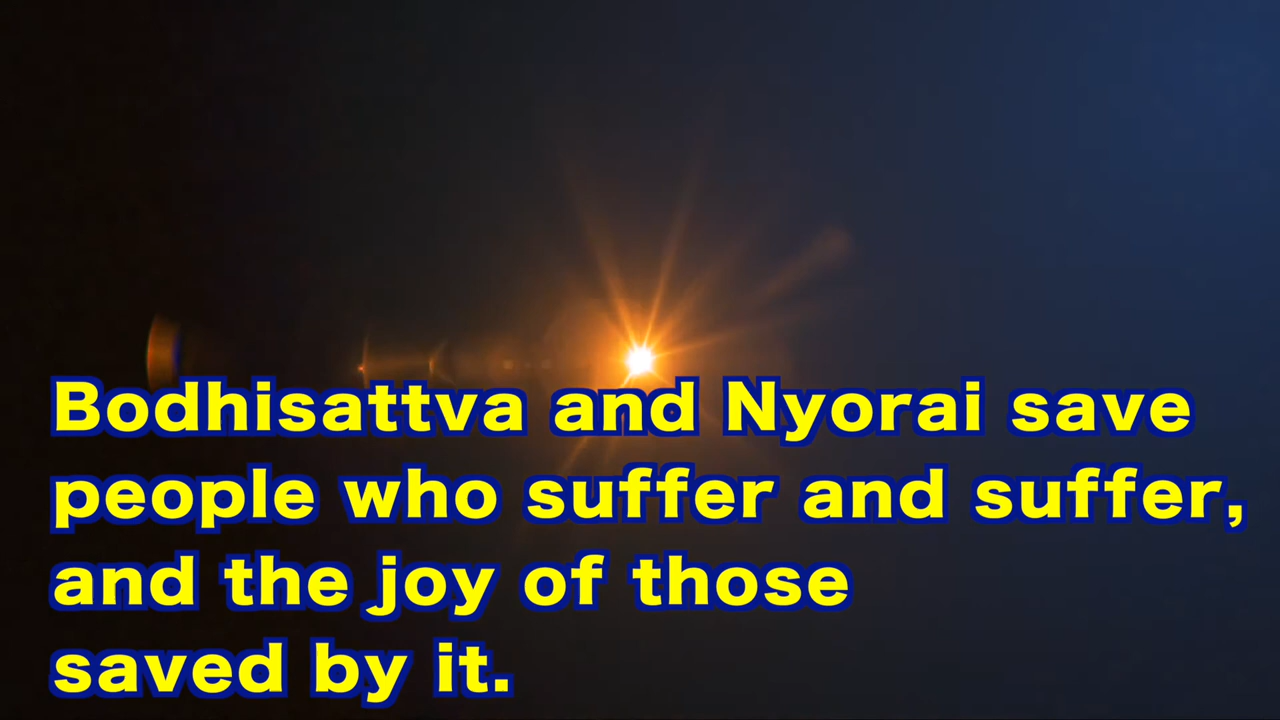 Bodhisattva and Nyorai save
people who suffer and suffer,
and the joy of those
saved by it.